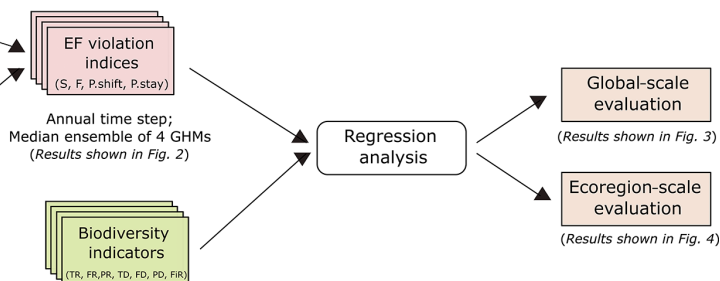 EF violation
indices
(S, F, P.shift, P.stay)
Annual time step;
Median ensemble of 4 GHMs
(Results shown in Fig. 2)
Biodiversity
indicators
(TR, FR,PR, TD, FD, PD, FiR)
Regression
analysis
Global-scale
evaluation
(Results shown in Fig. 3)
Ecoregion-scale
evaluation
(Results shown in Fig. 4)